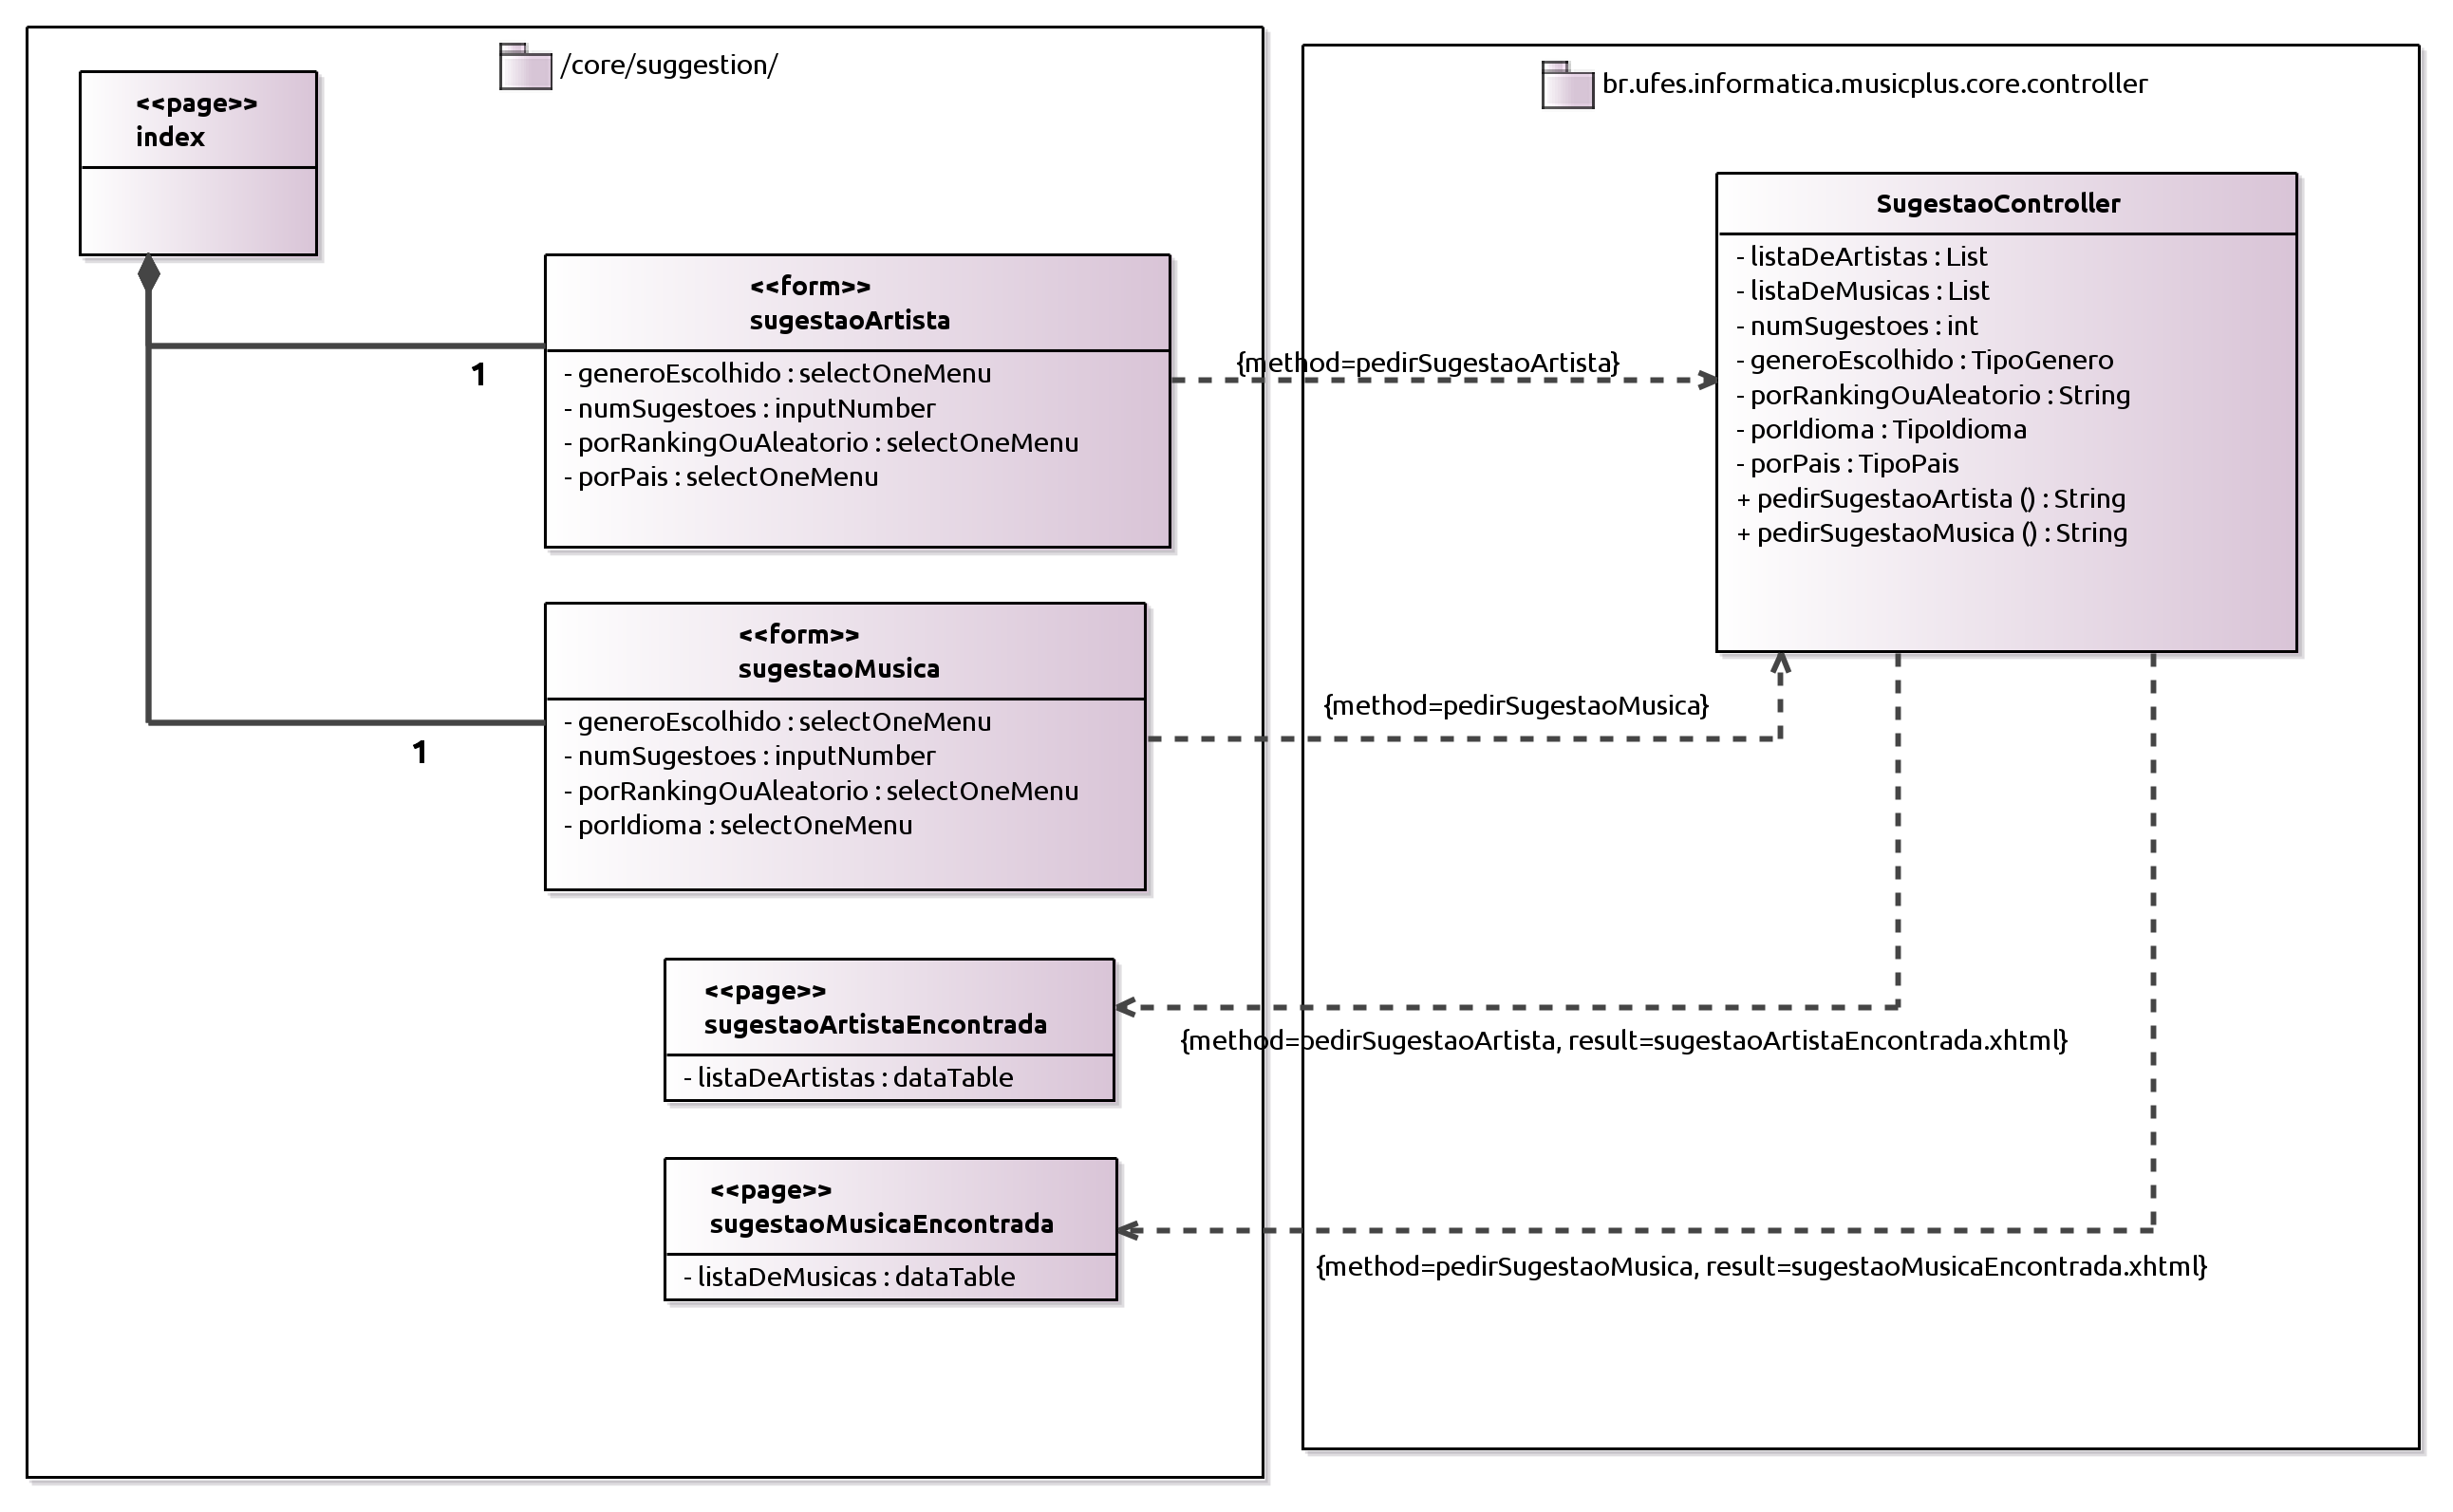 /core/suggestion/
<<page>>
index
<<form>>
sugestaoArtista
- generoEscolhido : selectOneMenu
- numSugestoes : inputNumber
- porRankingOuAleatorio : selectOneMenu
- porPais : selectOneMenu
1
<<form>>
sugestaoMusica
- generoEscolhido : selectOneMenu
- numSugestoes : inputNumber
- porRankingOuAleatorio : selectOneMenu
- porIdioma : selectOneMenu
1
<<page>>
sugestaoArtistaEncontrada
- listaDeArtistas : dataTable
<<page>>
sugestaoMusicaEncontrada
- listaDeMusicas : dataTable
{method=pedirSugestaoArtista}
{method=pedirSugestaoMusica}
{method=pedirSugestaoArtista, result=sugestaoArtistaEncontrada.xhtml}
{method=pedirSugestaoMusica, result=sugestaoMusicaEncontrada.xhtml}
br.ufes.informatica.musicplus.core.controller
SugestaoController
- listaDeArtistas : List
- listaDeMusicas : List
- numSugestoes : int
- generoEscolhido : TipoGenero
- porRankingOuAleatorio : String
- porIdioma : TipoIdioma
- porPais : TipoPais
+ pedirSugestaoArtista () : String
+ pedirSugestaoMusica () : String